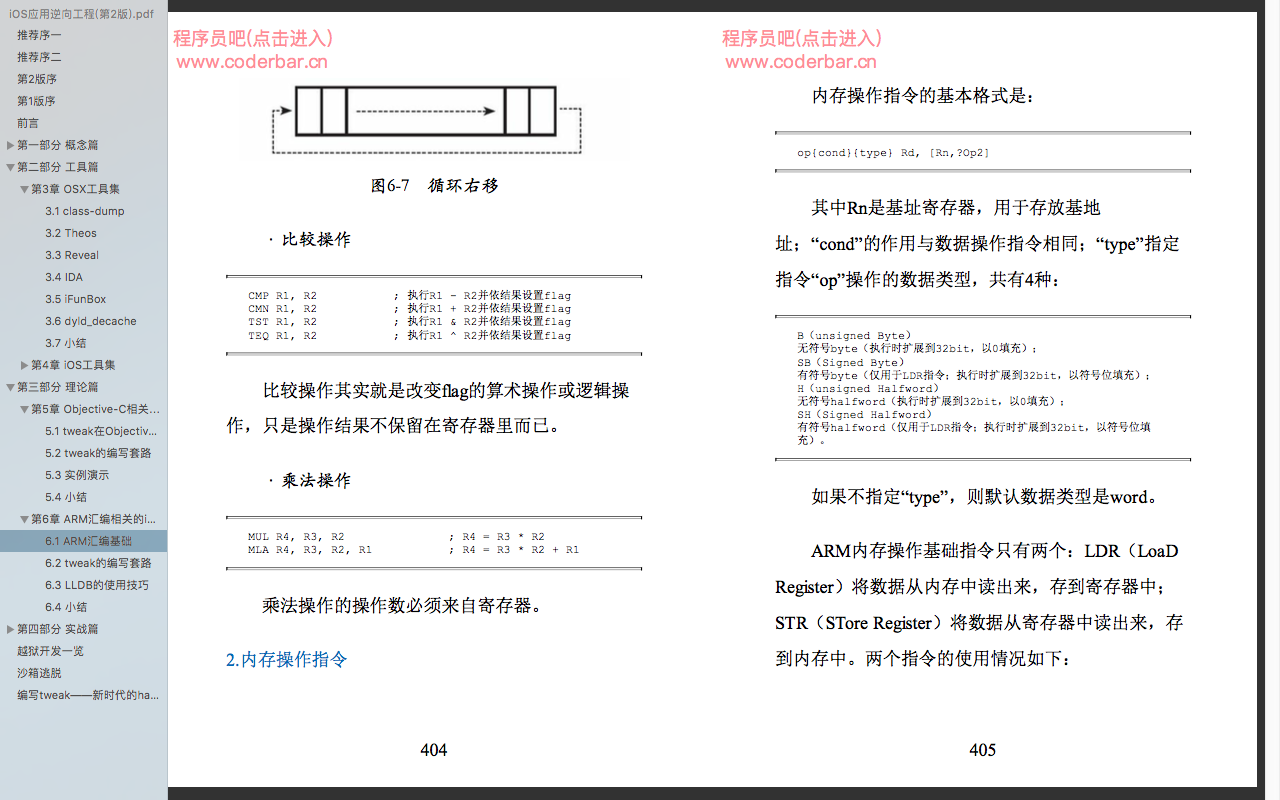 iOS应用逆向工程(第2版).pdf
推荐序一
推荐序二
第2版序
第1版序
前言
第一部分 概念篇
第二部分 工具篇
第3章 OSX工具集
3.1 class-dump
3.2 Theos
3.3 Reveal
3.4 IDA
3.5 iFunBox
3.6 dyld_decache
3.7 小结
第4章 iOS工具集
第三部分 理论篇
第5章 Objective-C相关...
5.1 tweak在Objectiv...
5.2 tweak的编写套路
5.3 实例演示
5.4 小结
第6章 ARM汇编相关的i...
6.1 ARM汇编基础
6.2 tweak的编写套路
6.3 LLDB的使用技巧
6.4 小结
第四部分 实战篇
越狱开发一览
沙箱逃脱
编写tweak——新时代的ha...
程序员吧(点击进入)
www.coderbar.cn
图6-7 循环右移
· 比较操作
CMP R1, R2 ; 执行R1 - R2并依结果设置flag
CMN R1, R2 ; 执行R1 + R2并依结果设置flag
TST R1, R2 ; 执行R1 & R2并依结果设置flag
TEQ R1, R2 ; 执行R1 ^ R2并依结果设置flag
比较操作其实就是改变flag的算术操作或逻辑操
作，只是操作结果不保留在寄存器里而已。
· 乘法操作
MUL R4, R3, R2 ; R4 = R3 * R2
MLA R4, R3, R2, R1 ; R4 = R3 * R2 + R1
乘法操作的操作数必须来自寄存器。
2.内存操作指令
404
程序员吧(点击进入)
www.coderbar.cn
内存操作指令的基本格式是：
op{cond}{type} Rd, [Rn,?Op2]
其中Rn是基址寄存器，用于存放基地
址；“cond”的作用与数据操作指令相同；“type”指定
指令“op”操作的数据类型，共有4种：
B（unsigned Byte）
无符号byte（执行时扩展到32bit，以0填充）；
SB（Signed Byte）
有符号byte（仅用于LDR指令；执行时扩展到32bit，以符号位填充）；
H（unsigned Halfword）
无符号halfword（执行时扩展到32bit，以0填充）；
SH（Signed Halfword）
有符号halfword（仅用于LDR指令；执行时扩展到32bit，以符号位填
充）。
如果不指定“type”，则默认数据类型是word。
ARM内存操作基础指令只有两个：LDR（LoaD
Register）将数据从内存中读出来，存到寄存器中；
STR（STore Register）将数据从寄存器中读出来，存
到内存中。两个指令的使用情况如下：
405